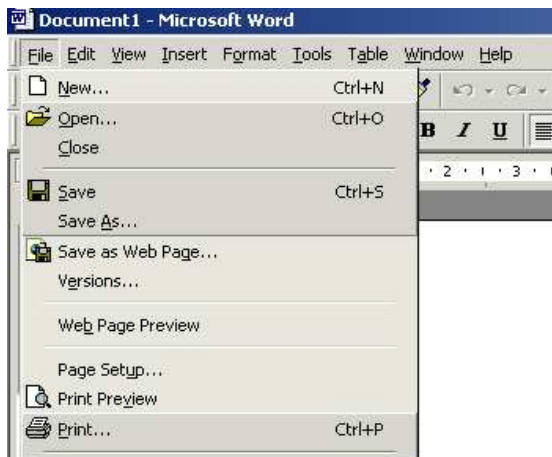 Document1 - Microsoft Word
File Edit View Insert Format Tools Table Window Help
New... Ctrl+N
Open... Ctrl+O
B I U
Close
· 2 · ı · 3 ·
Save Ctrl+S
Save As...
Save as Web Page...
Versions...
Web Page Preview
Page Setup...
Print Preview
Print... Ctrl+P